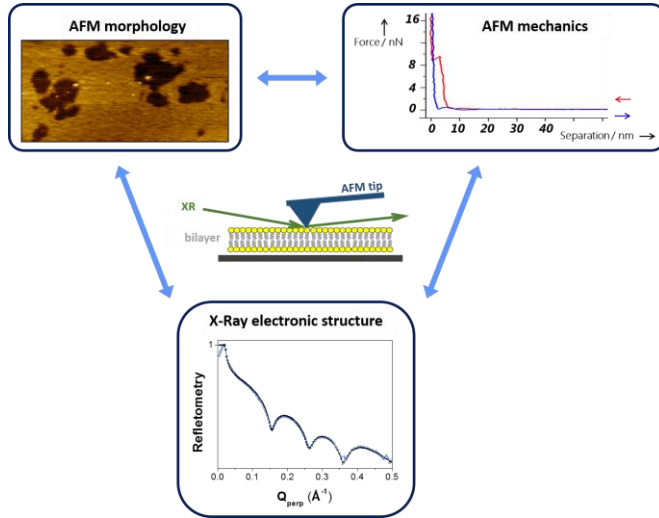 AFM morphology
AFM mechanics
16
Force / nN
8
4
0
0 10 20 30 40
Separation / nm
AFM tip
XR
bilayer
X-Ray electronic structure
1
Refletometry
0.0 0.1 0.2 0.3 0.4 0.5
Qperp (Å-1)